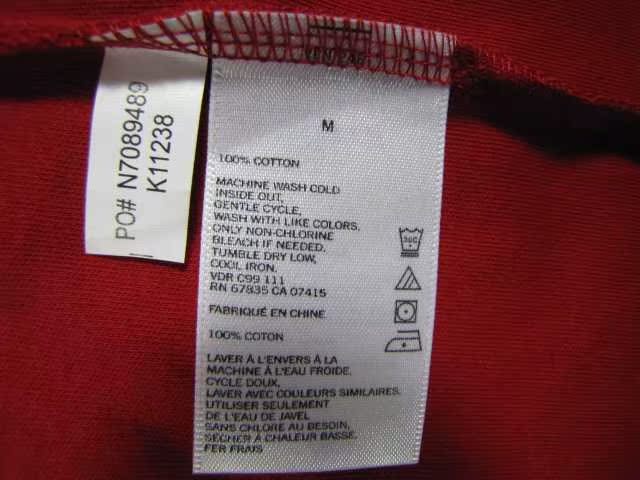 PO# N7089489
K11238
M
100% COTTON
MACHINE WASH COLD
INSIDE OUT,
GENTLE CYCLE,
WASH WITH LIKE COLORS,
ONLY NON-CHLORINE
BLEACH IF NEEDED.
TUMBLE DRY LOW,
COOL IRON.
VDR C99 111
RN 67835 CA 07415
FABRIQUÉ EN CHINE
100% COTON
LAVER À L'ENVERS À LA
MACHINE À L'EAU FROIDE,
CYCLE DOUX,
LAVER AVEC COULEURS SIMILAIRES,
UTILISER SEULEMENT
DE L'EAU DE JAVEL
SANS CHLORE AU BESOIN,
SÉCHER À CHALEUR BASSE,
FER FRAIS